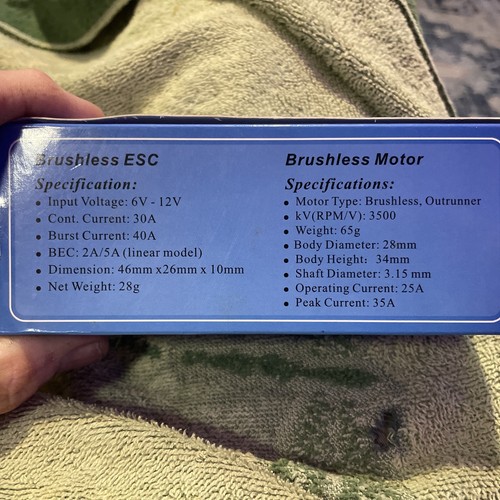 Brushless ESC
Specification:
Input Voltage: 6V - 12V
Cont. Current: 30A
Burst Current: 40A
BEC: 2A/5A (linear model)
Dimension: 46mm x26mm x 10mm
Net Weight: 28g
Brushless Motor
Specifications:
Motor Type: Brushless, Outrunner
kV(RPM/V): 3500
Weight: 65g
Body Diameter: 28mm
Body Height: 34mm
Shaft Diameter: 3.15 mm
Operating Current: 25A
Peak Current: 35A